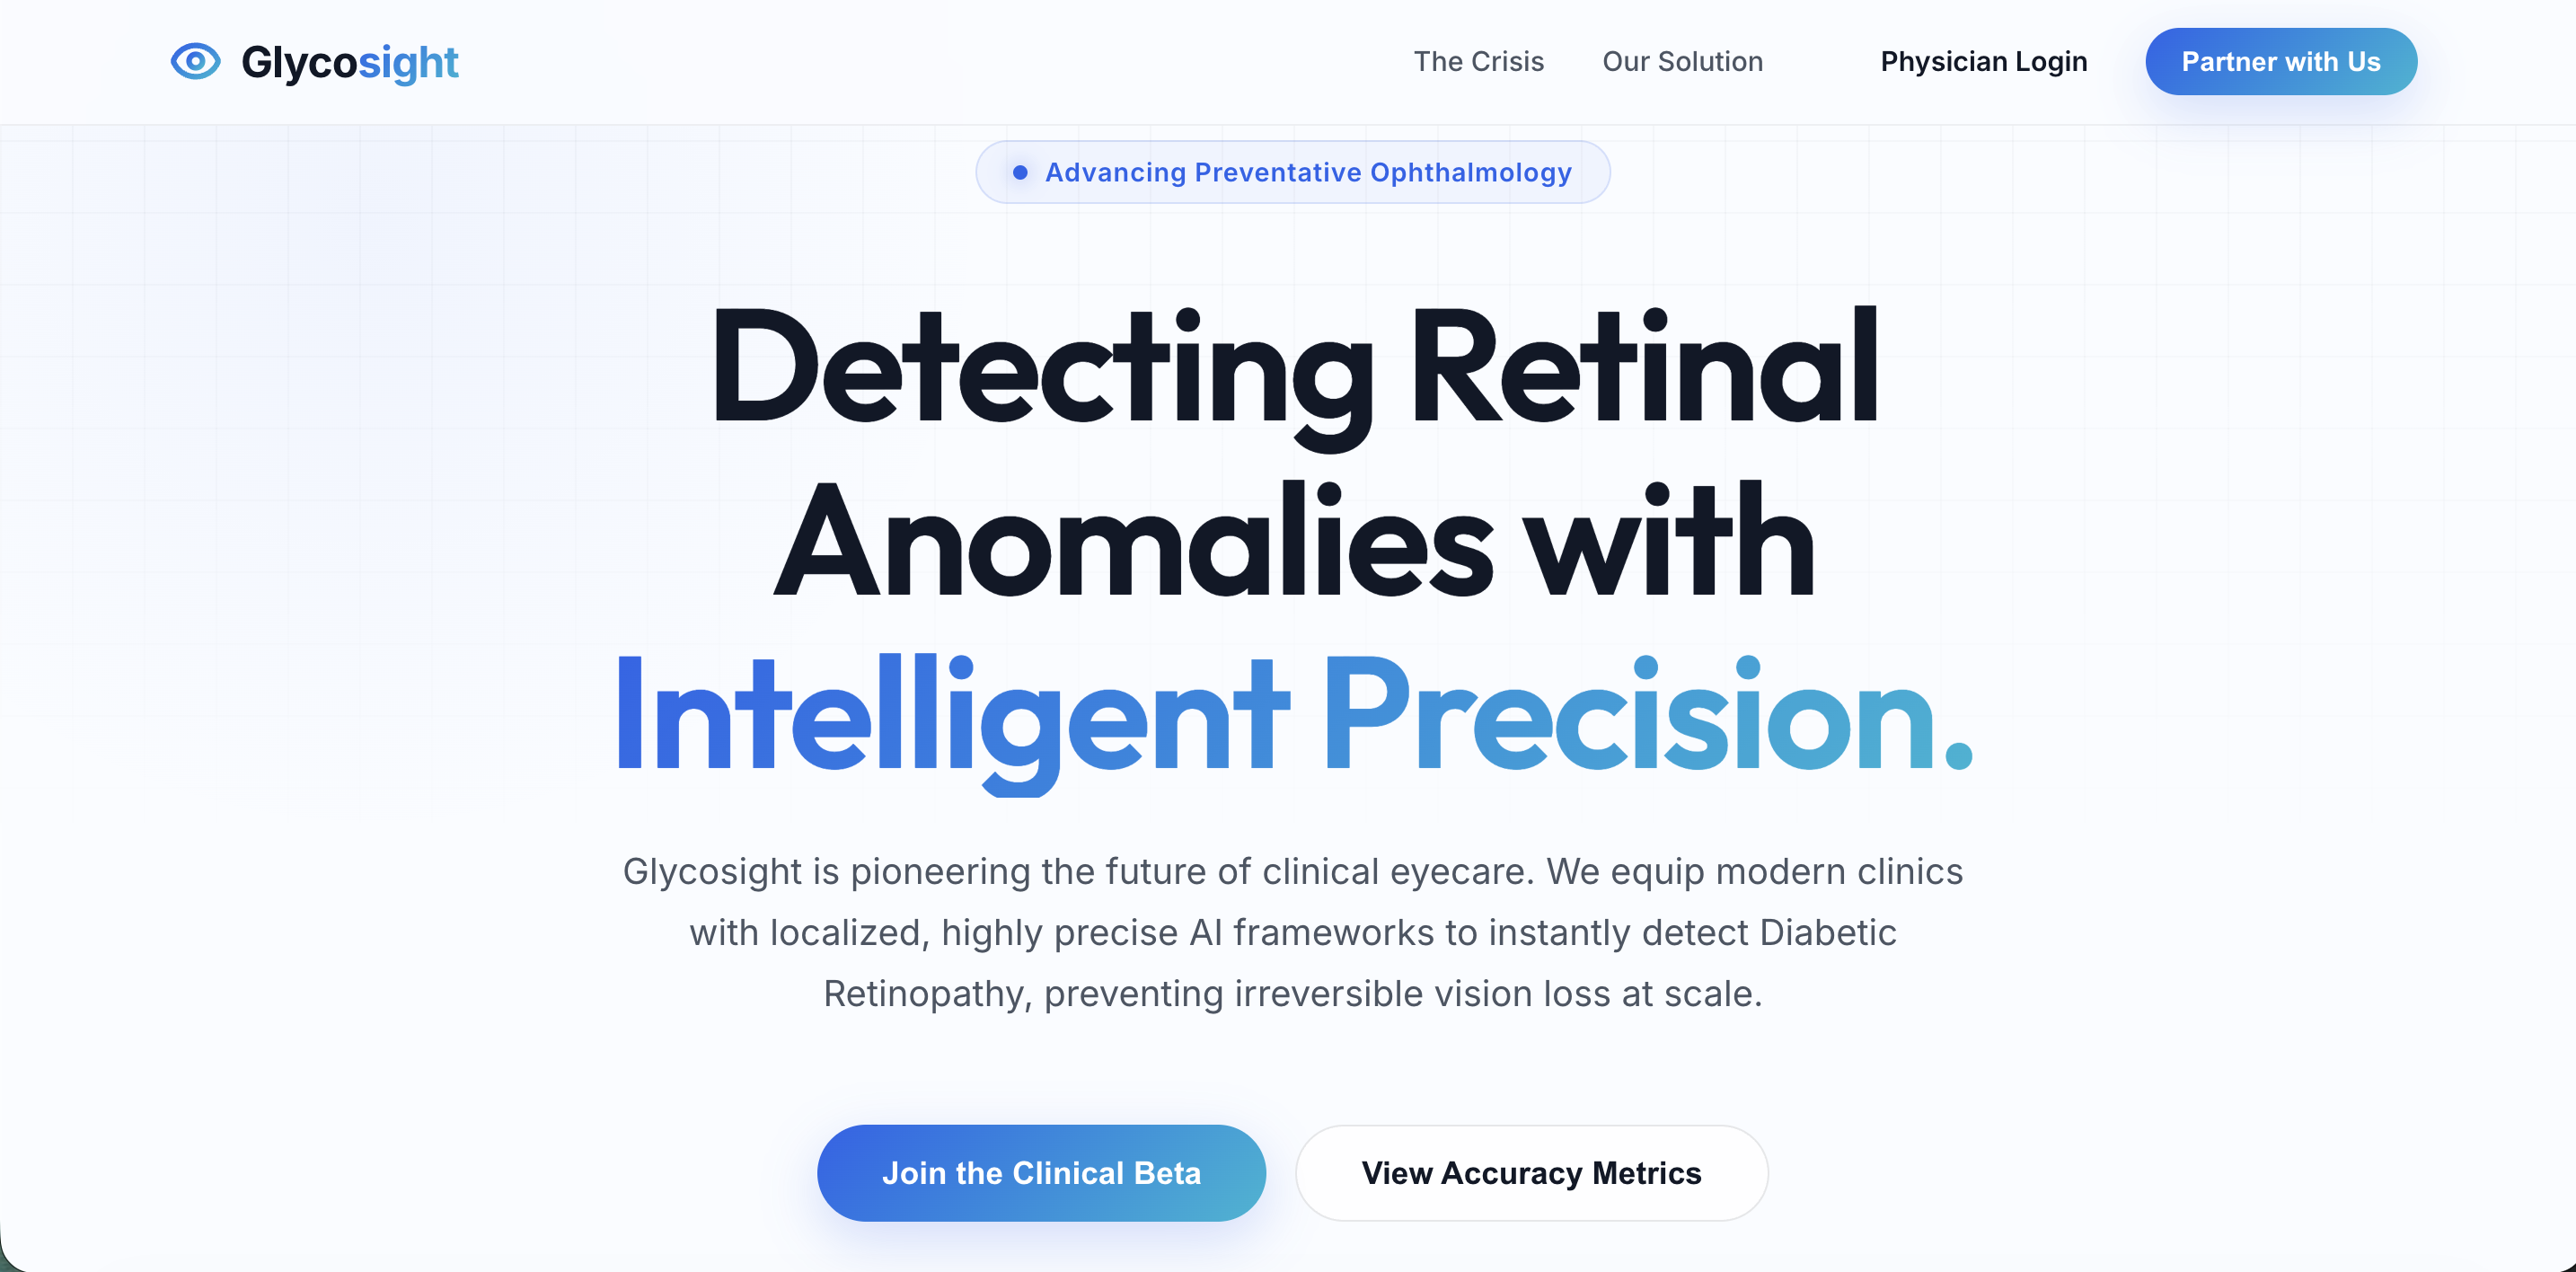 Glycosight
The Crisis
Our Solution
Physician Login
Partner with Us
Advancing Preventative Ophthalmology
Detecting Retinal
Anomalies with
Intelligent Precision.
Glycosight is pioneering the future of clinical eyecare. We equip modern clinics
with localized, highly precise AI frameworks to instantly detect Diabetic
Retinopathy, preventing irreversible vision loss at scale.
Join the Clinical Beta
View Accuracy Metrics